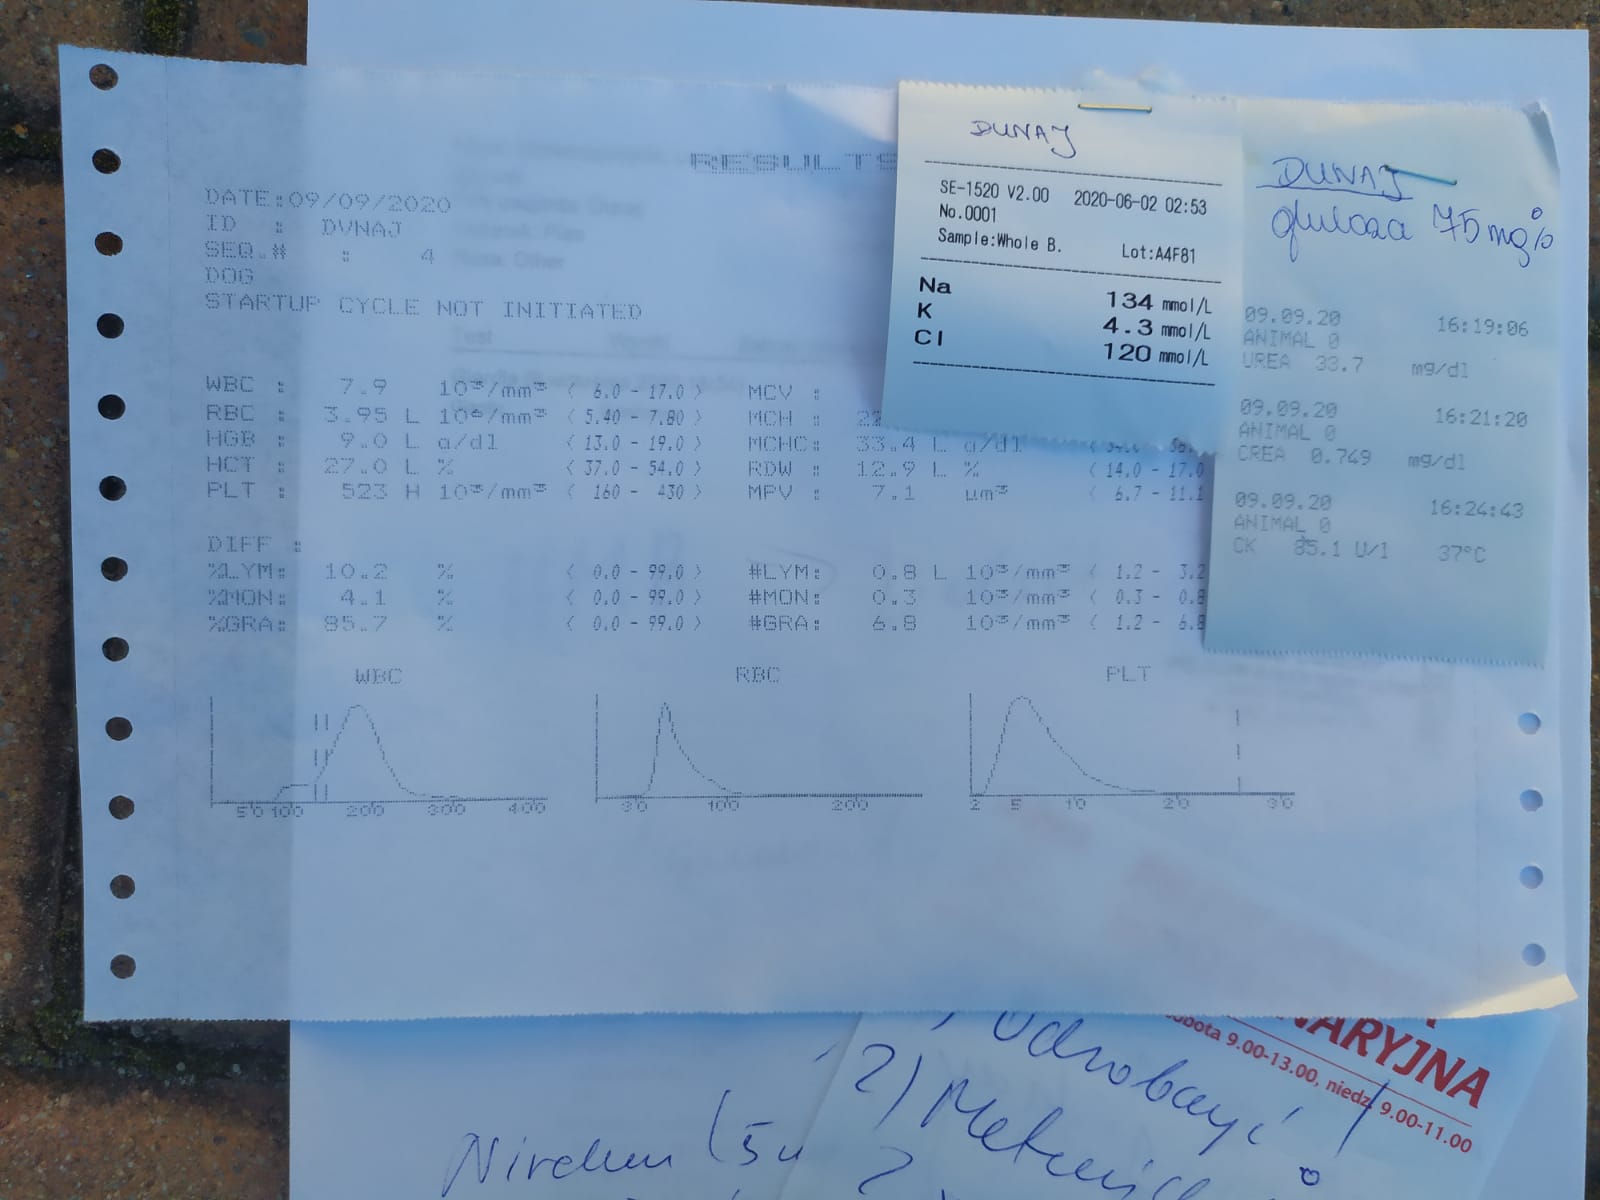 RESULTS
DATE:09/09/2020
ID : DVNAJ
SEQ.# : 4
DOG
STARTUP CYCLE NOT INITIATED
WBC : 7.9 10³/mm³ ( 6.0 - 17.0 ) MCV :
RBC : 3.95 L 10⁶/mm³ ( 5.40 - 7.80 ) MCH : 22
HGB : 9.0 L g/dl ( 13.0 - 19.0 ) MCHC: 33.4 L g/dl
HCT : 27.0 L % ( 37.0 - 54.0 ) RDW : 12.9 L % ( 14.0 - 17.0
PLT : 523 H 10³/mm³ ( 160 - 430 ) MPV : 7.1 µm³ ( 6.7 - 11.1
DIFF :
%LYM: 10.2 % ( 0.0 - 99.0 ) #LYM: 0.8 L 10³/mm³ ( 1.2 - 3.2
%MON: 4.1 % ( 0.0 - 99.0 ) #MON: 0.3 10³/mm³ ( 0.3 - 0.8
%GRA: 85.7 % ( 0.0 - 99.0 ) #GRA: 6.8 10³/mm³ ( 1.2 - 6.8
WBC RBC PLT
50 100 200 300 400 30 100 200 2 5 10 20 30
DUNAJ
SE-1520 V2.00 2020-06-02 02:53
No.0001
Sample:Whole B. Lot:A4F81
Na 134 mmol/L
K 4.3 mmol/L
Cl 120 mmol/L
DUNAJ
glukoza 75 mg%
09.09.20 16:19:06
ANIMAL 0
UREA 33.7 mg/dl
09.09.20 16:21:20
ANIMAL 0
CREA 0.749 mg/dl
09.09.20 16:24:43
ANIMAL 0
CK 85.1 U/l 37°C
NARYJNA
sobota 9.00-13.00, niedz. 9.00-11.00
2)